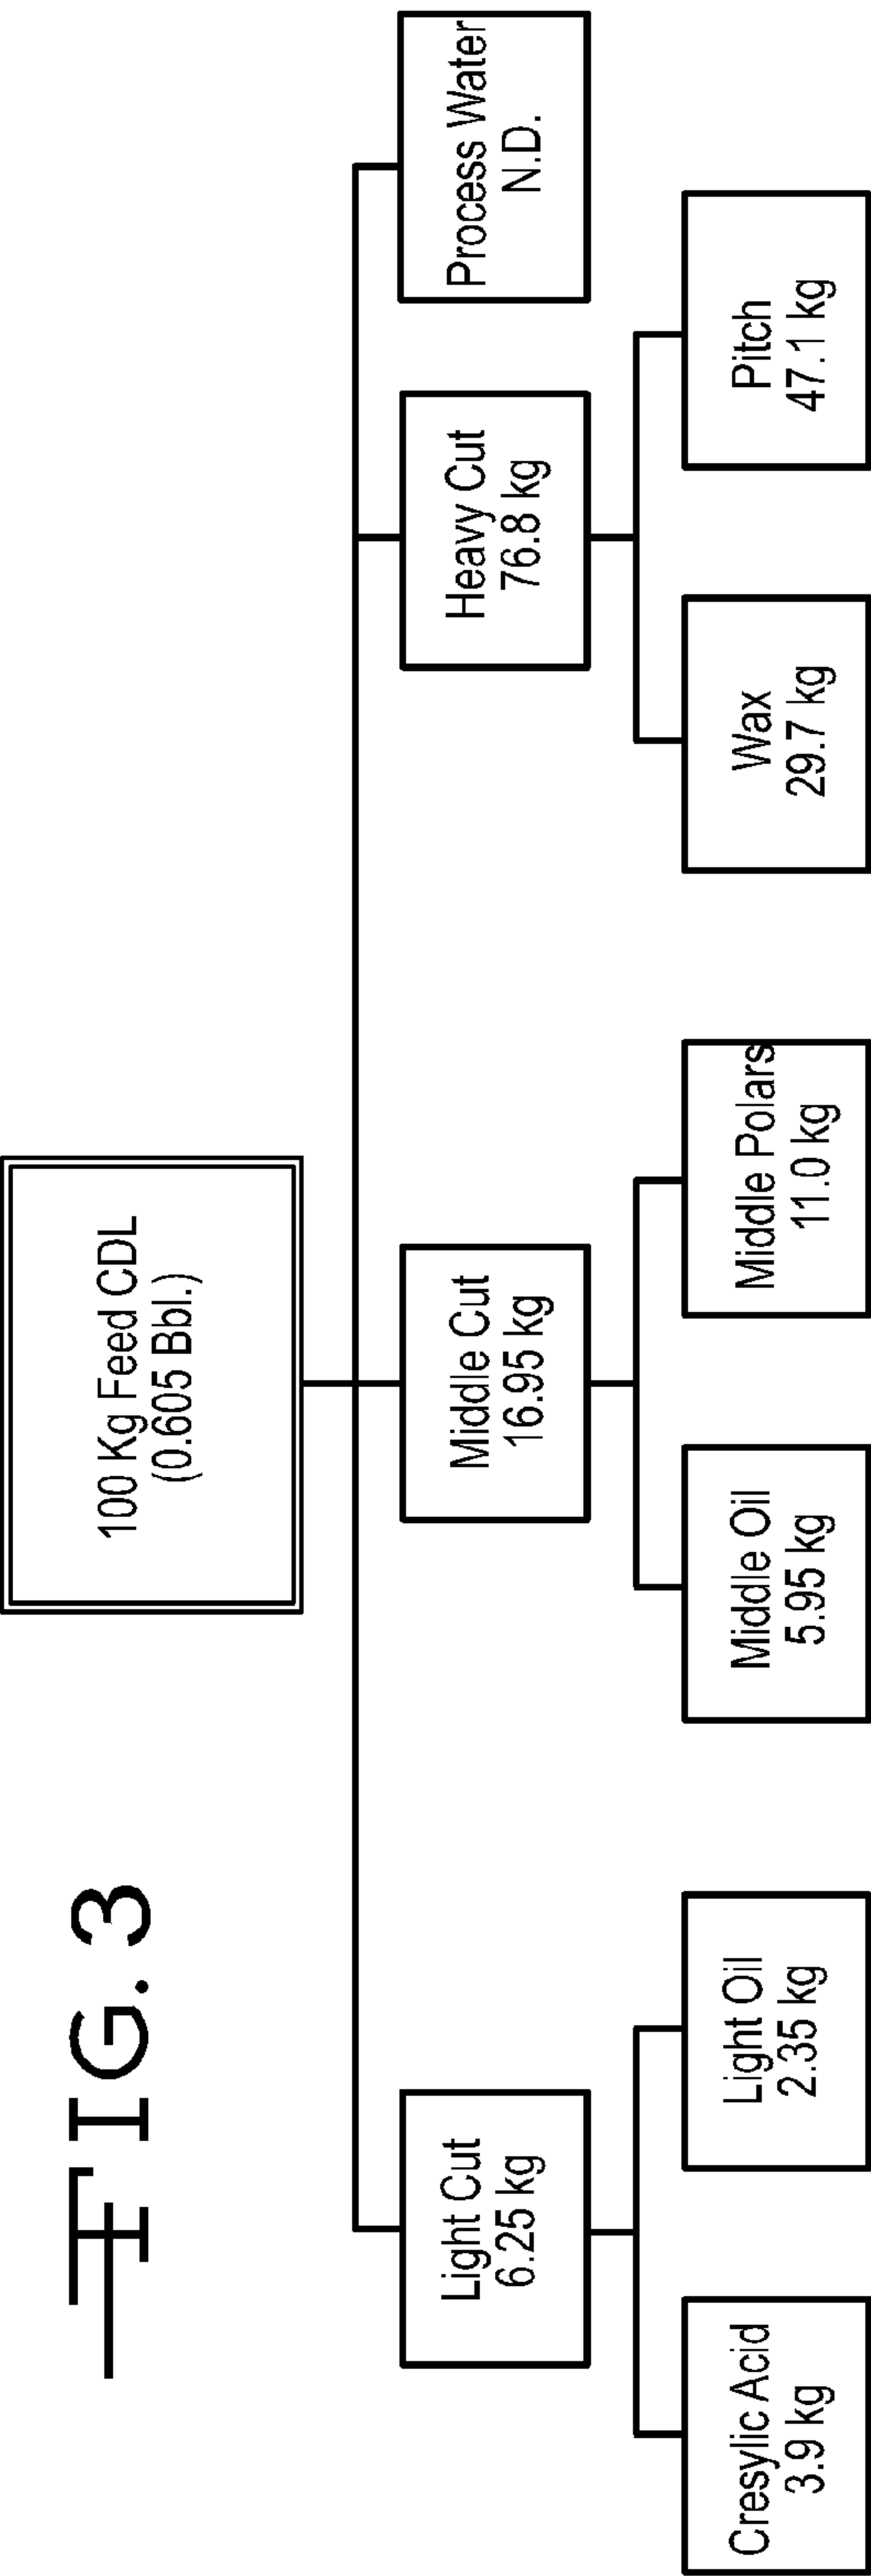 FIG. 3
100 Kg Feed CDL
(0.605 Bbl.)
Light Cut
6.25 kg
Middle Cut
16.95 kg
Heavy Cut
76.8 kg
Process Water
N.D.
Cresylic Acid
3.9 kg
Light Oil
2.35 kg
Middle Oil
5.95 kg
Middle Polars
11.0 kg
Wax
29.7 kg
Pitch
47.1 kg